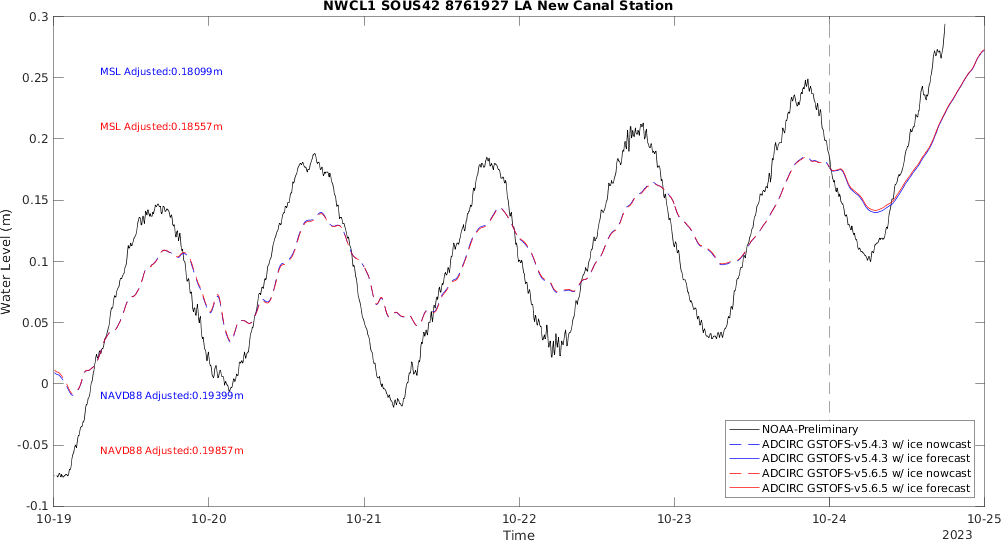 NWCL1 SOUS42 8761927 LA New Canal Station
0.3
0.25
0.2
0.15
0.1
0.05
0
-0.05
-0.1
Water Level (m)
MSL Adjusted:0.18099m
MSL Adjusted:0.18557m
NAVD88 Adjusted:0.19399m
NAVD88 Adjusted:0.19857m
NOAA-Preliminary
ADCIRC GSTOFS-v5.4.3 w/ ice nowcast
ADCIRC GSTOFS-v5.4.3 w/ ice forecast
ADCIRC GSTOFS-v5.6.5 w/ ice nowcast
ADCIRC GSTOFS-v5.6.5 w/ ice forecast
10-19 10-20 10-21 10-22 10-23 10-24 10-25
Time
2023